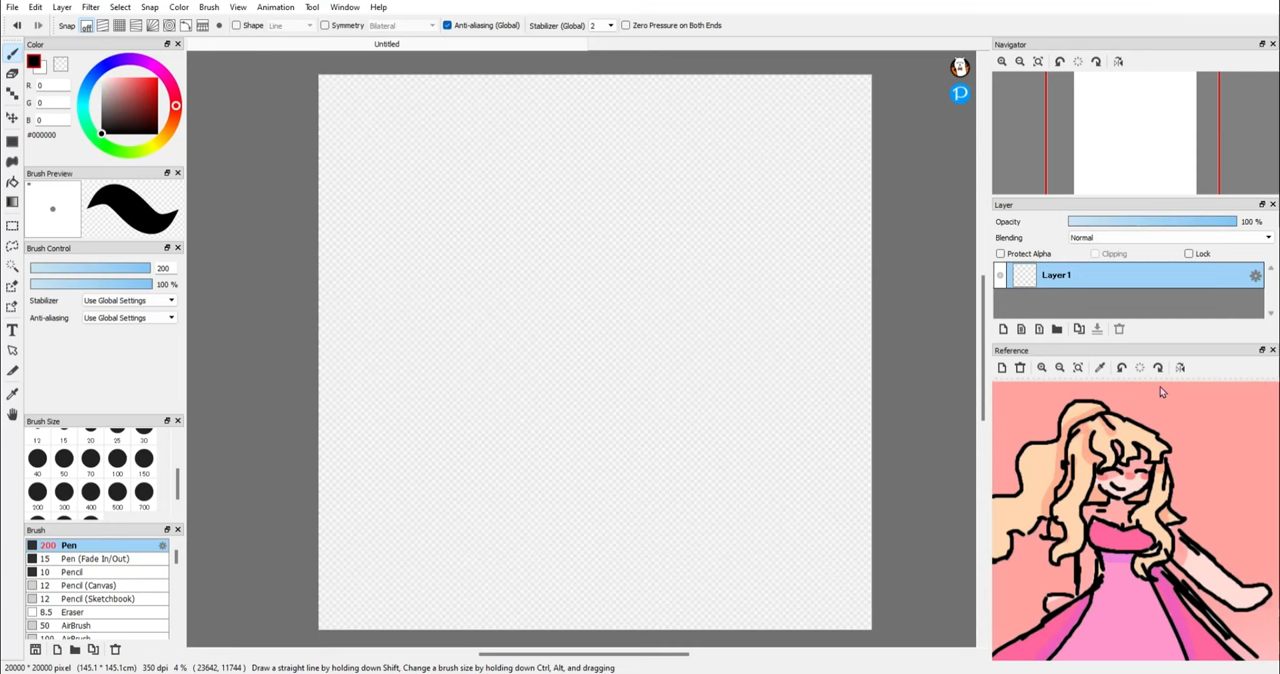 File Edit Layer Filter Select Snap Color Brush View Animation Tool Window Help
Snap off Shape Line Symmetry Bilateral Anti-aliasing (Global) Stabilizer (Global) 2 Zero Pressure on Both Ends
Color
Untitled
Navigator
R 0
G 0
B 0
#000000
Brush Preview
Layer
Opacity 100 %
Blending Normal
Protect Alpha Clipping Lock
Layer1
Brush Control
200
100 %
Stabilizer Use Global Settings
Anti-aliasing Use Global Settings
Reference
Brush Size
12 15 20 25 30
40 50 70 100 150
200 300 400 500 700
Brush
200 Pen
15 Pen (Fade In/Out)
10 Pencil
12 Pencil (Canvas)
12 Pencil (Sketchbook)
8.5 Eraser
50 AirBrush
100 AirBrush
20000 * 20000 pixel (145.1 * 145.1cm) 350 dpi 4 % ( 23642, 11744 ) Draw a straight line by holding down Shift, Change a brush size by holding down Ctrl, Alt, and dragging